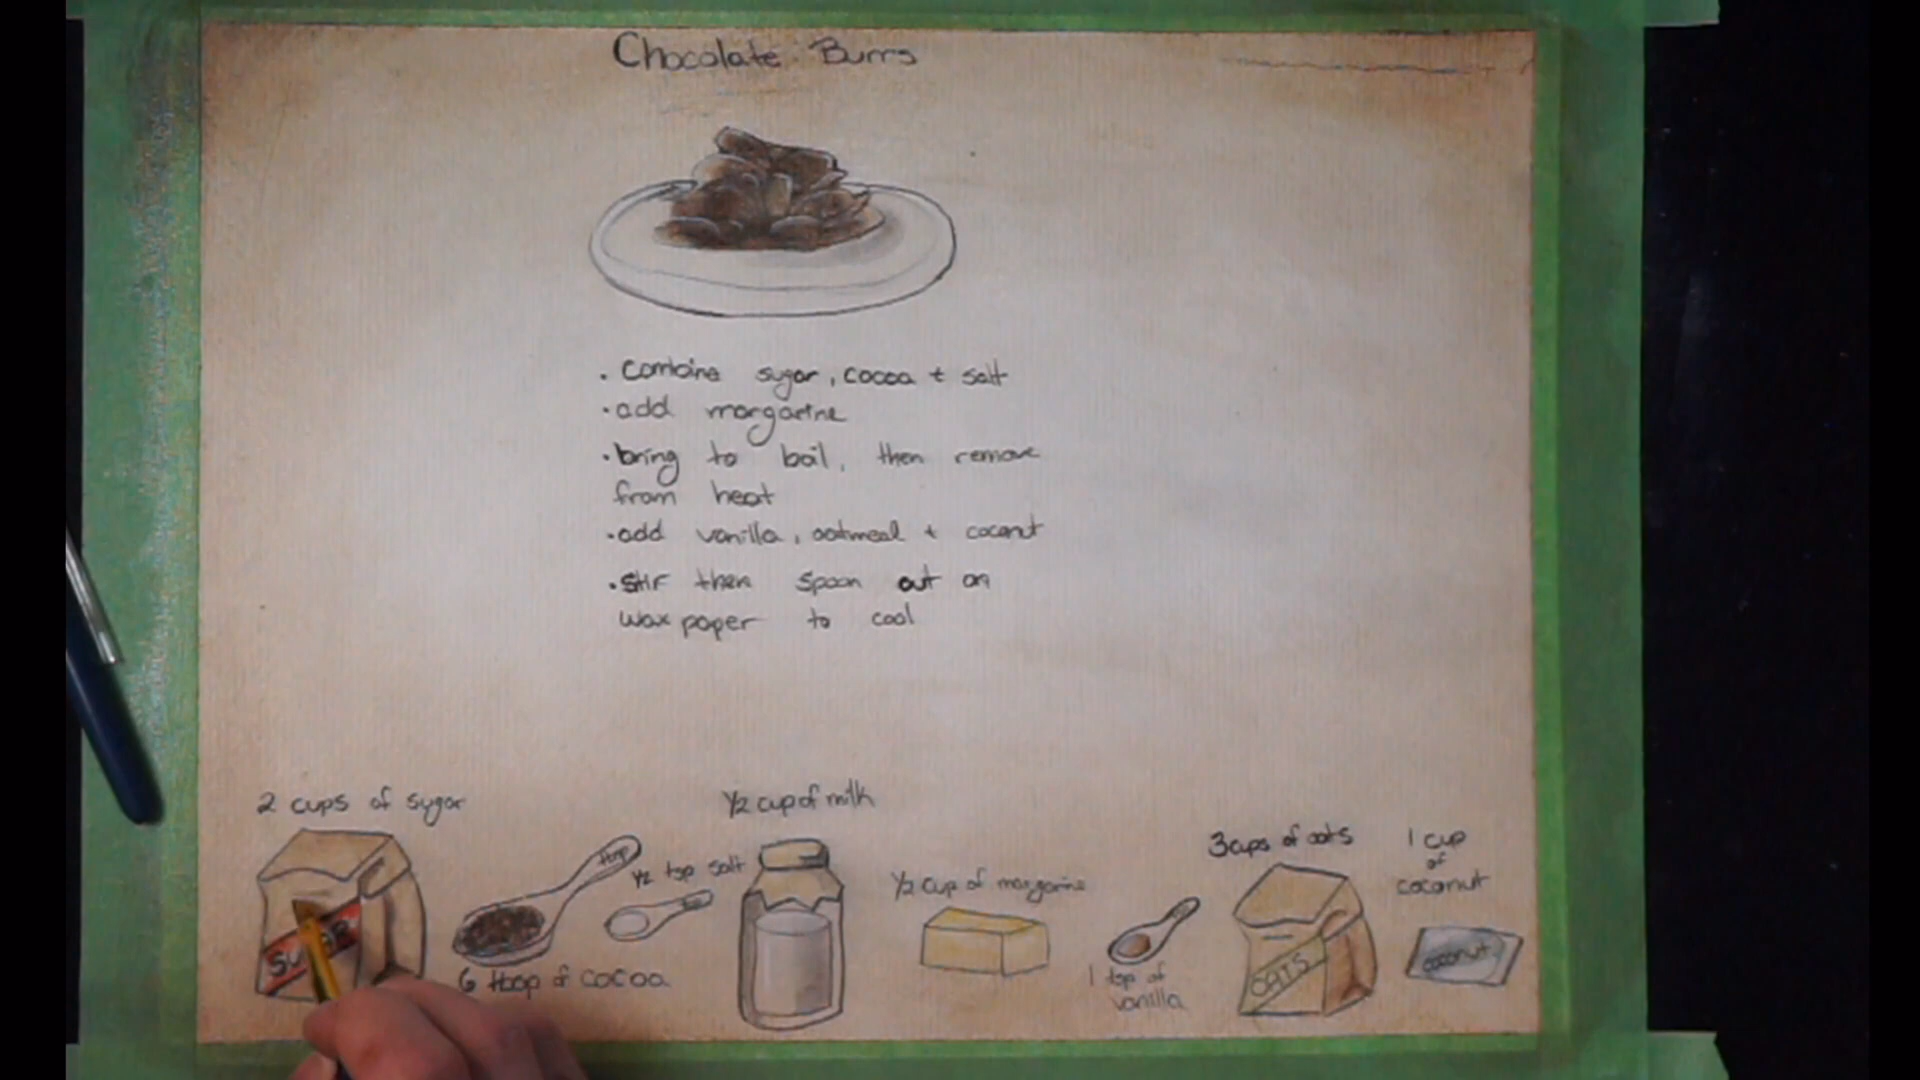 Chocolate Burrs
• Combine sugar, cocoa + salt
• add margarine
• bring to boil, then remove
from heat
• add vanilla, oatmeal + coconut
• stir then spoon out on
wax paper to cool
2 cups of sugar
SUGAR
6 tbsp of cocoa
tbsp
1/2 tsp salt
1/2 cup of milk
1/2 cup of margarine
1 tsp of
vanilla
3 cups of oats
OATS
1 cup
of
coconut
coconut